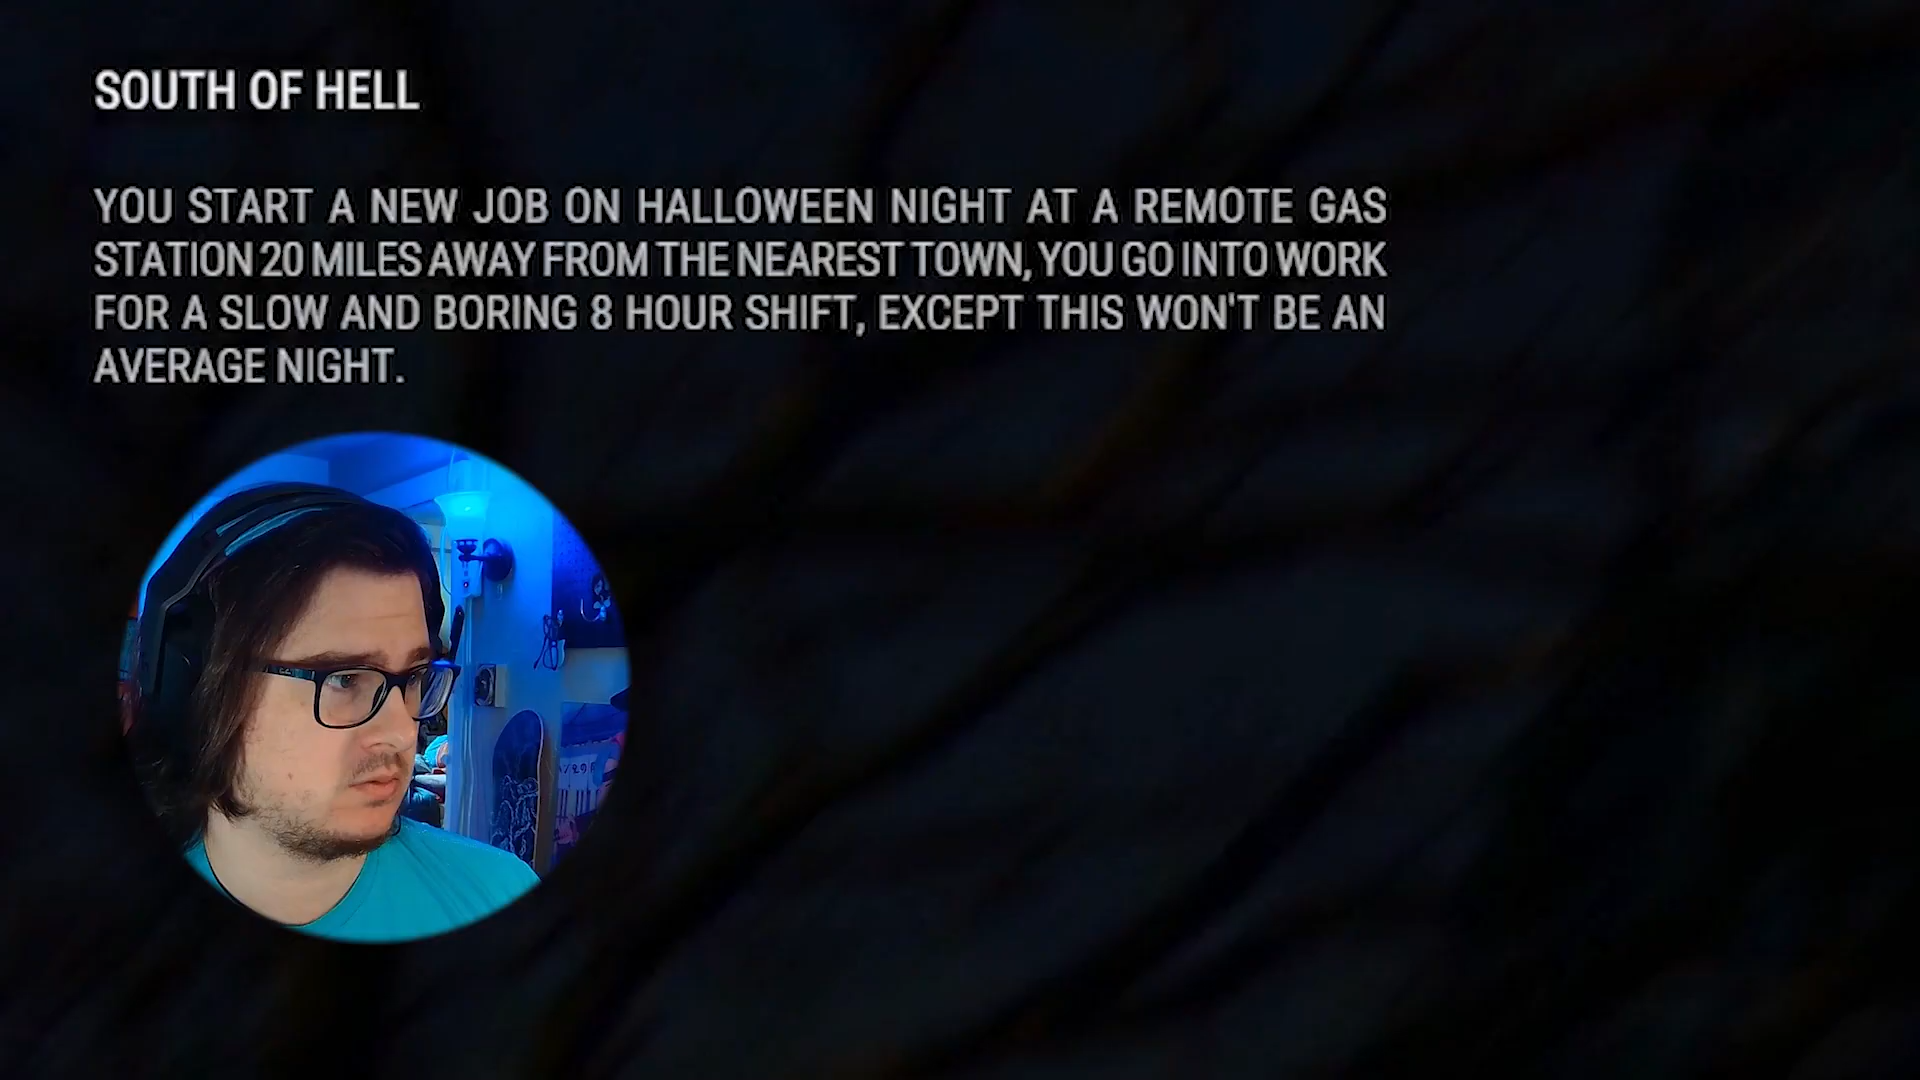 SOUTH OF HELL
YOU START A NEW JOB ON HALLOWEEN NIGHT AT A REMOTE GAS
STATION 20 MILES AWAY FROM THE NEAREST TOWN, YOU GO INTO WORK
FOR A SLOW AND BORING 8 HOUR SHIFT, EXCEPT THIS WON'T BE AN
AVERAGE NIGHT.